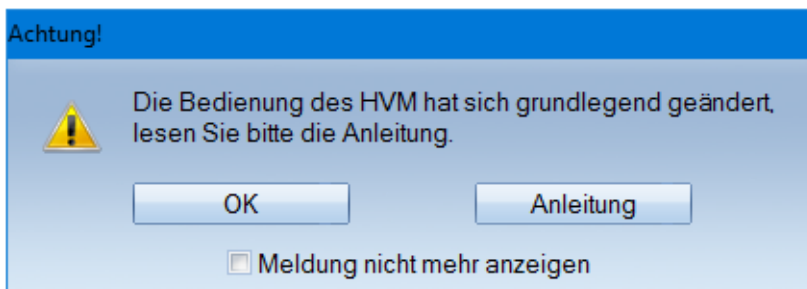 Achtung!
Die Bedienung des HVM hat sich grundlegend geändert,
lesen Sie bitte die Anleitung.
OK
Anleitung
Meldung nicht mehr anzeigen